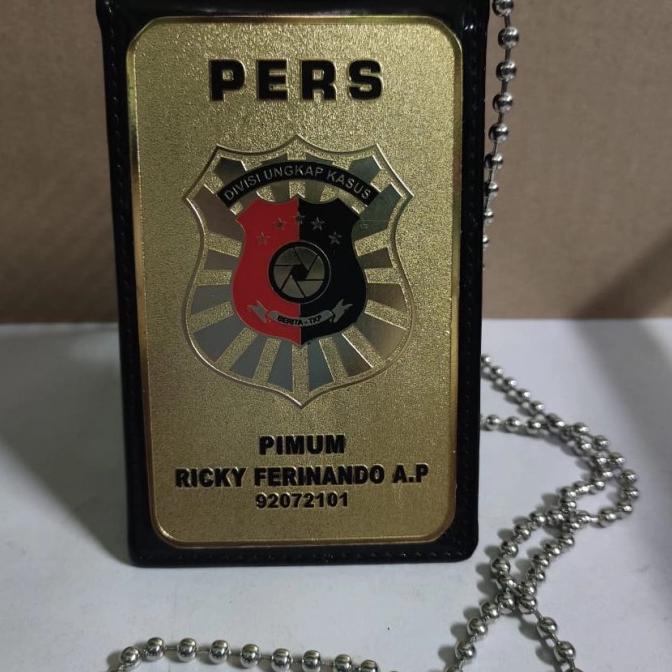 PERS
DIVISI UNGKAP KASUS
BERITA - TKP
PIMUM
RICKY FERINANDO A.P
92072101